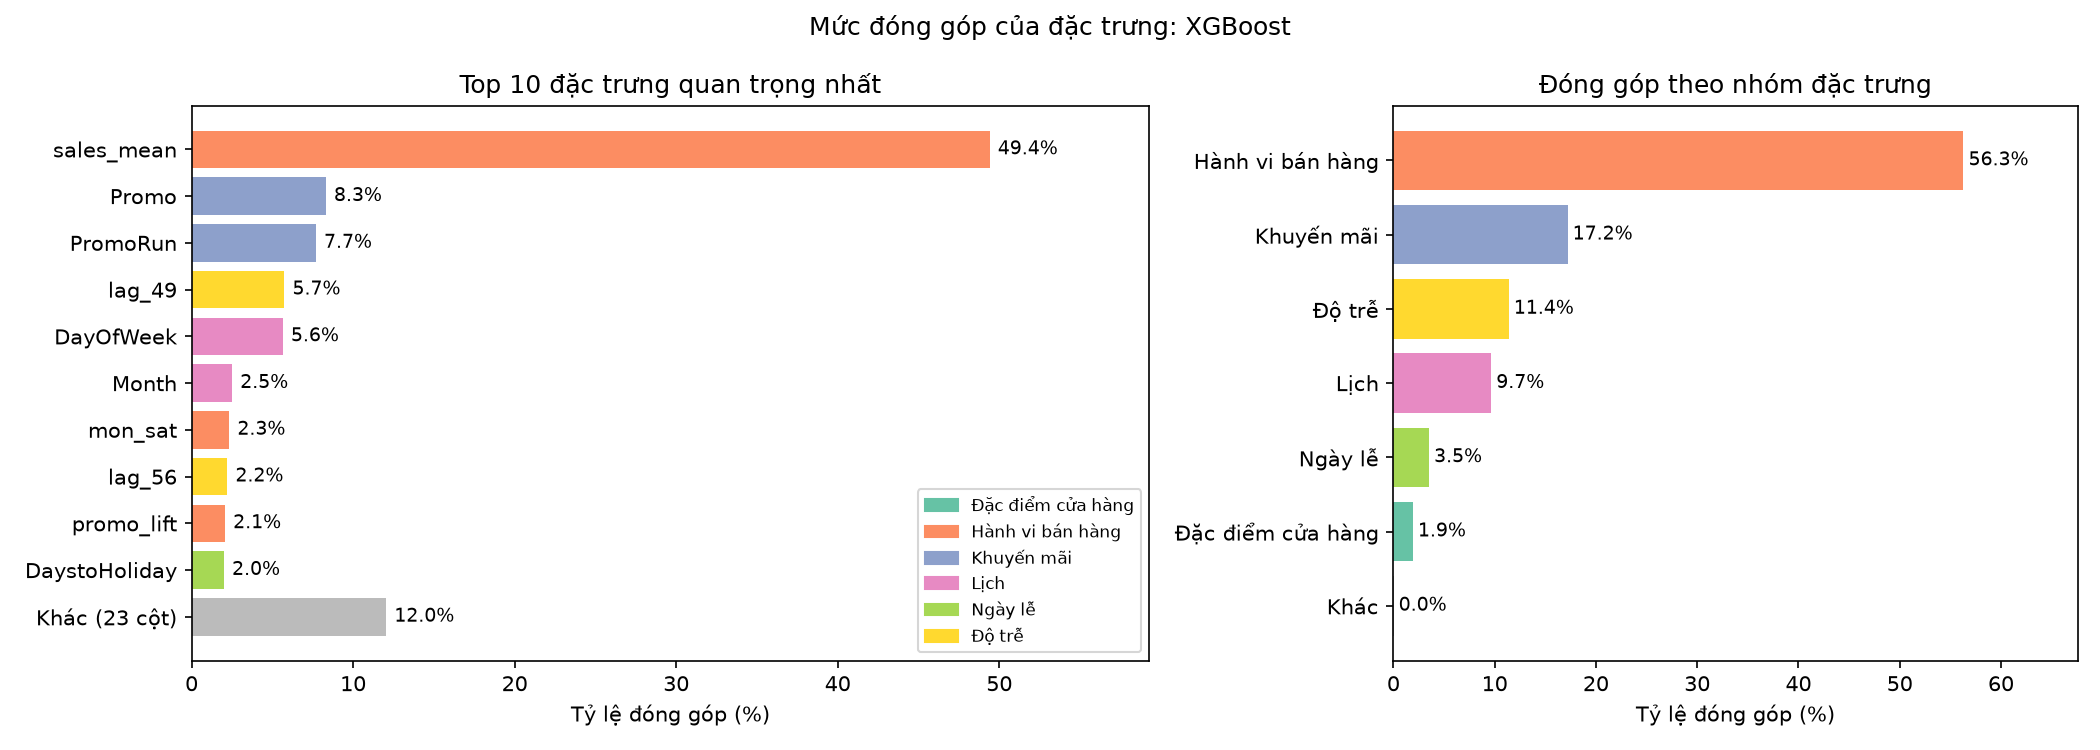 Mức đóng góp của đặc trưng: XGBoost
Top 10 đặc trưng quan trọng nhất
sales_mean 49.4%
Promo 8.3%
PromoRun 7.7%
lag_49 5.7%
DayOfWeek 5.6%
Month 2.5%
mon_sat 2.3%
lag_56 2.2%
promo_lift 2.1%
DaystoHoliday 2.0%
Khác (23 cột) 12.0%
Đặc điểm cửa hàng
Hành vi bán hàng
Khuyến mãi
Lịch
Ngày lễ
Độ trễ
0 10 20 30 40 50
Tỷ lệ đóng góp (%)
Đóng góp theo nhóm đặc trưng
Hành vi bán hàng 56.3%
Khuyến mãi 17.2%
Độ trễ 11.4%
Lịch 9.7%
Ngày lễ 3.5%
Đặc điểm cửa hàng 1.9%
Khác 0.0%
0 10 20 30 40 50 60
Tỷ lệ đóng góp (%)